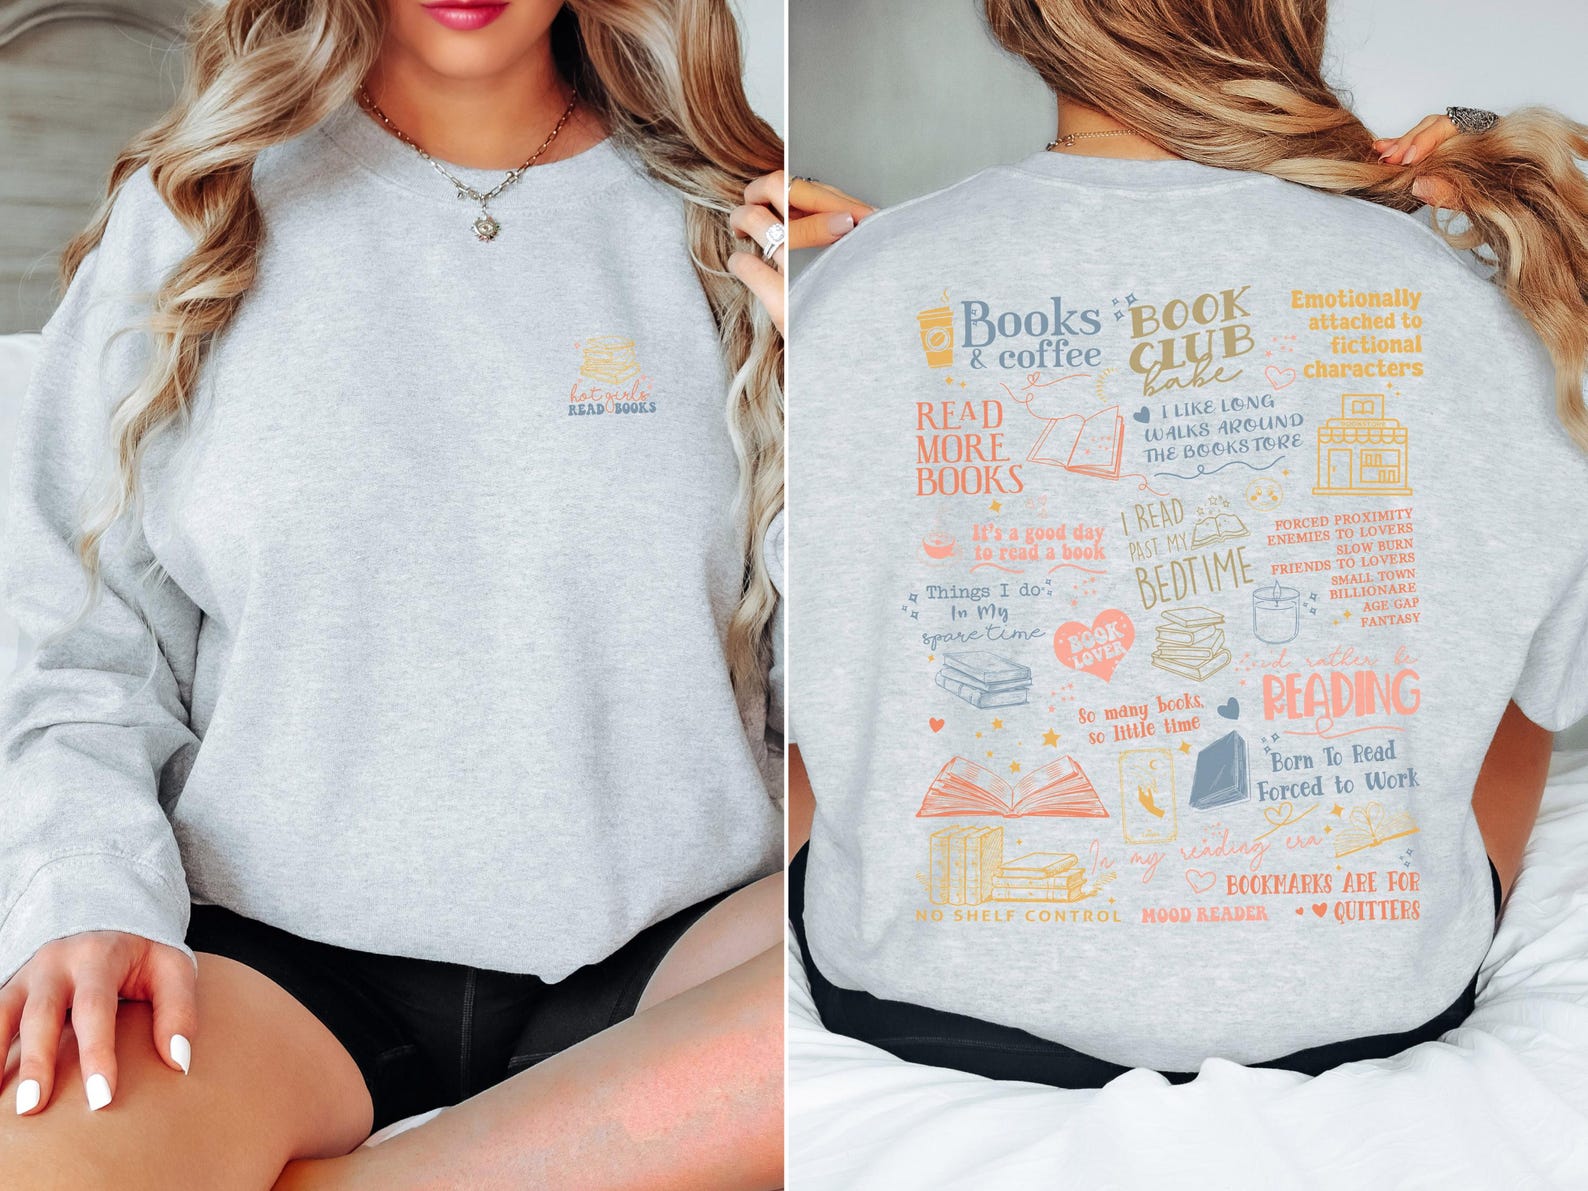 hot girls
READ BOOKS
Books
& coffee
BOOK
CLUB
babe
Emotionally
attached to
fictional
characters
READ
MORE
BOOKS
I LIKE LONG
WALKS AROUND
THE BOOKSTORE
It's a good day
to read a book
I READ
PAST MY
BEDTIME
FORCED PROXIMITY
ENEMIES TO LOVERS
SLOW BURN
FRIENDS TO LOVERS
SMALL TOWN
BILLIONARE
AGE GAP
FANTASY
Things I do
In My
spare time
BOOK
LOVER
i'd rather be
READING
So many books,
so little time
Born To Read
Forced to Work
In my reading era
NO SHELF CONTROL
MOOD READER
BOOKMARKS ARE FOR
QUITTERS